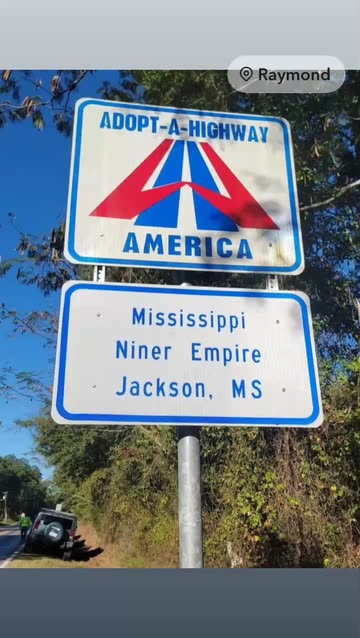 Raymond
ADOPT-A-HIGHWAY
AMERICA
Mississippi
Niner Empire
Jackson, MS